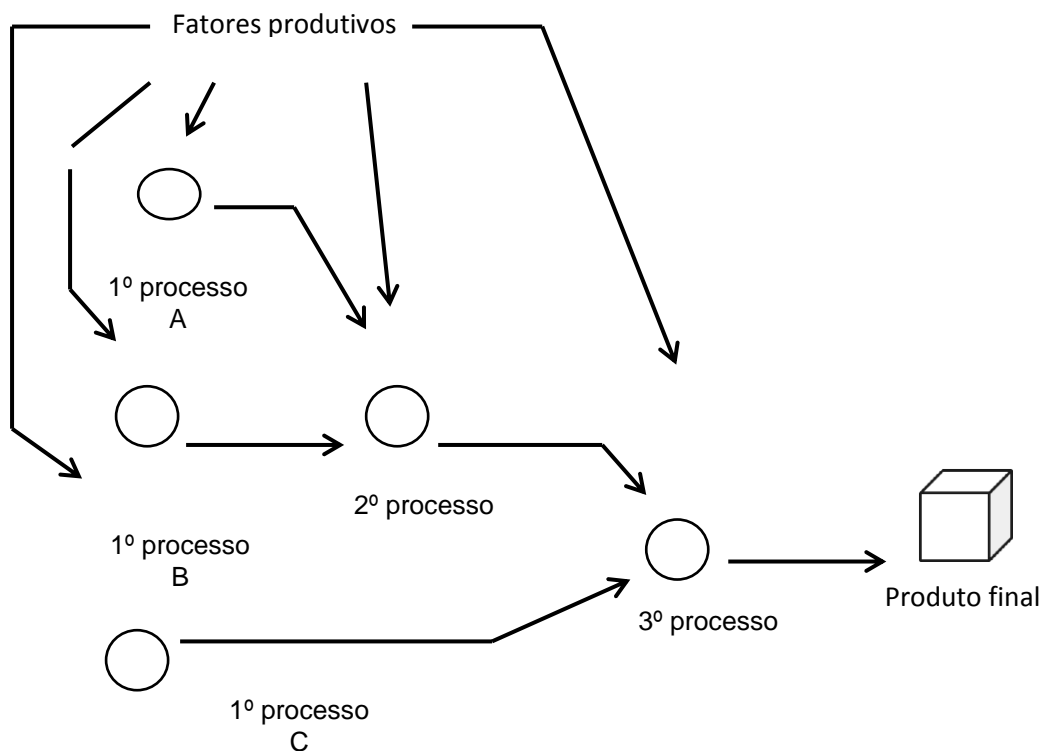 Fatores produtivos
1º processo
A
2º processo
1º processo
B
Produto final
3º processo
1º processo
C